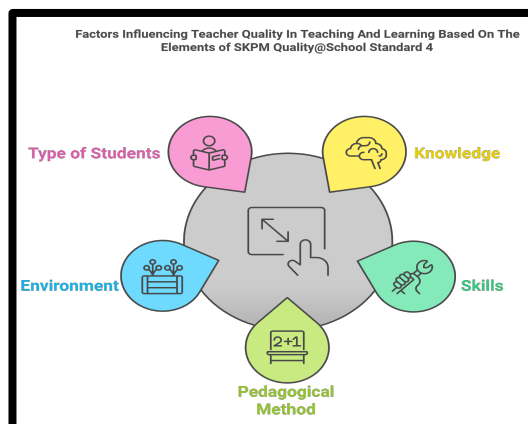 Factors Influencing Teacher Quality In Teaching And Learning Based On The
Elements of SKPM Quality@School Standard 4
Type of Students
Knowledge
Environment
Skills
2+1
Pedagogical
Method